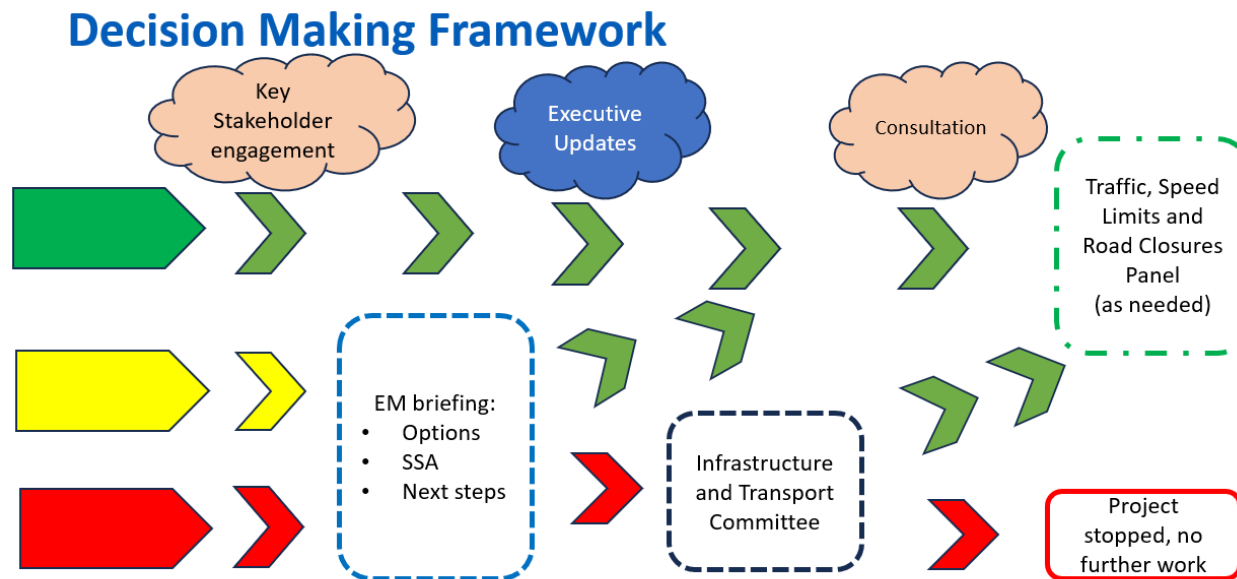 Decision Making Framework
Key
Stakeholder
engagement
Executive
Updates
Consultation
Traffic, Speed
Limits and
Road Closures
Panel
(as needed)
EM briefing:
• Options
• SSA
• Next steps
Infrastructure
and Transport
Committee
Project
stopped, no
further work